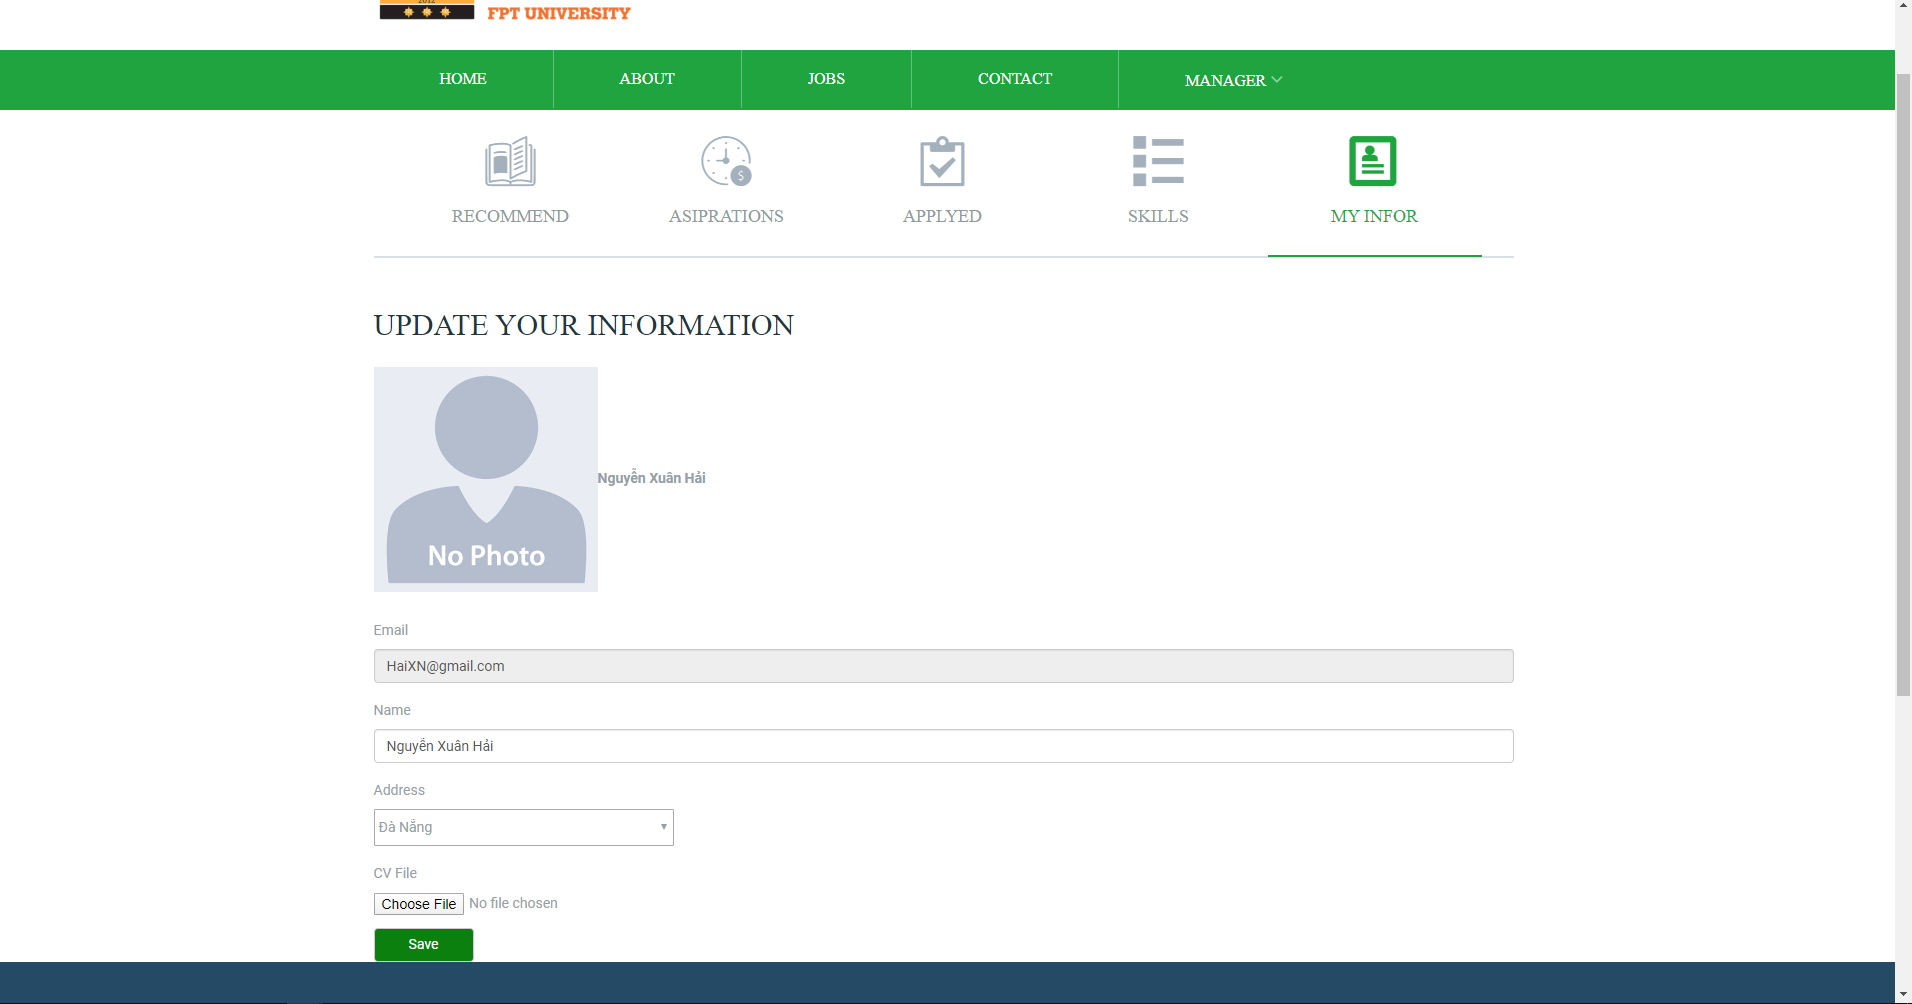 2012
FPT UNIVERSITY
HOME ABOUT JOBS CONTACT MANAGER
RECOMMEND ASIPRATIONS APPLYED SKILLS MY INFOR
UPDATE YOUR INFORMATION
Nguyễn Xuân Hải
No Photo
Email
HaiXN@gmail.com
Name
Nguyễn Xuân Hải
Address
Đà Nẵng
CV File
Choose File No file chosen
Save